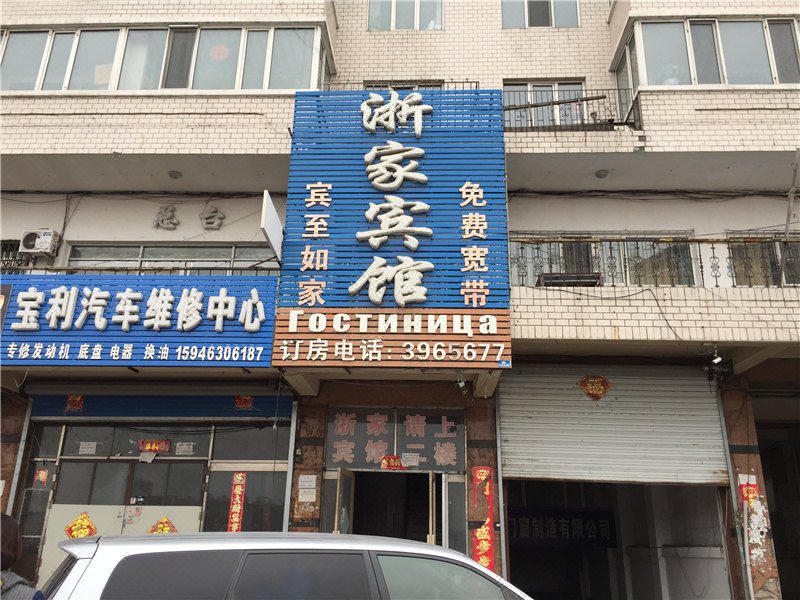 浙家宾馆
宾至如家
免费宽带
Гостиница
订房电话:3965677
总台
宝利汽车维修中心
专修发动机 底盘 电器 换油 15946306187
浙家请上
宾馆二楼
门窗制造有限公司
福